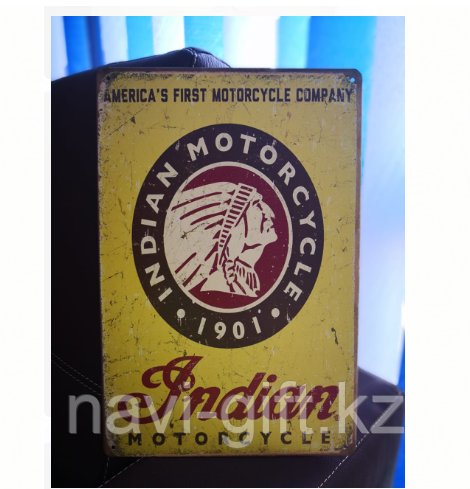 AMERICA'S FIRST MOTORCYCLE COMPANY
INDIAN MOTORCYCLE
1901
Indian
navi-gift.kz
MOTORCYCLE